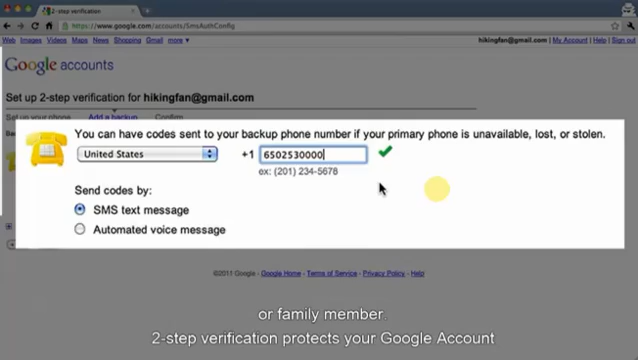 2-step verification
https://www.google.com/accounts/SmsAuthConfig
Web Images Videos Maps News Shopping Gmail more ▾
hikingfan@gmail.com | My Account | Help | Sign out
Google accounts
Set up 2-step verification for hikingfan@gmail.com
Set up your phone Add a backup Confirm
You can have codes sent to your backup phone number if your primary phone is unavailable, lost, or stolen.
United States +1 6502530000
ex: (201) 234-5678
Send codes by:
SMS text message
Automated voice message
©2011 Google - Google Home - Terms of Service - Privacy Policy - Help
or family member.
2-step verification protects your Google Account